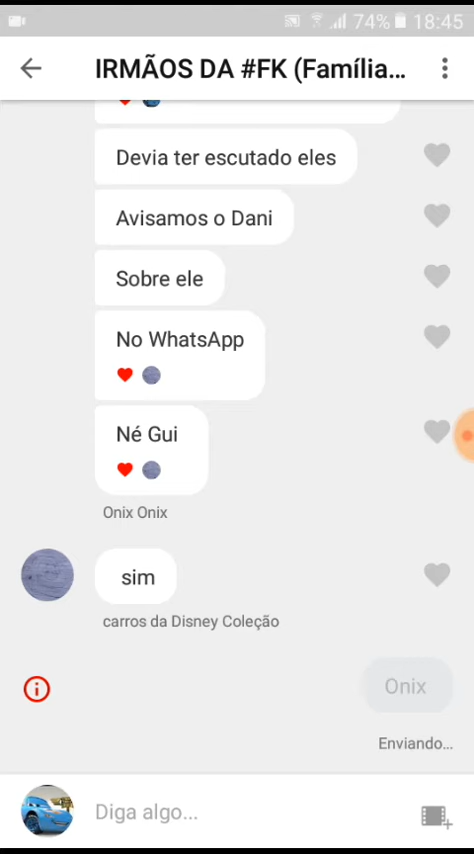 74% 18:45
IRMÃOS DA #FK (Família...
Devia ter escutado eles
Avisamos o Dani
Sobre ele
No WhatsApp
Né Gui
Onix Onix
sim
carros da Disney Coleção
Onix
Enviando...
Diga algo...